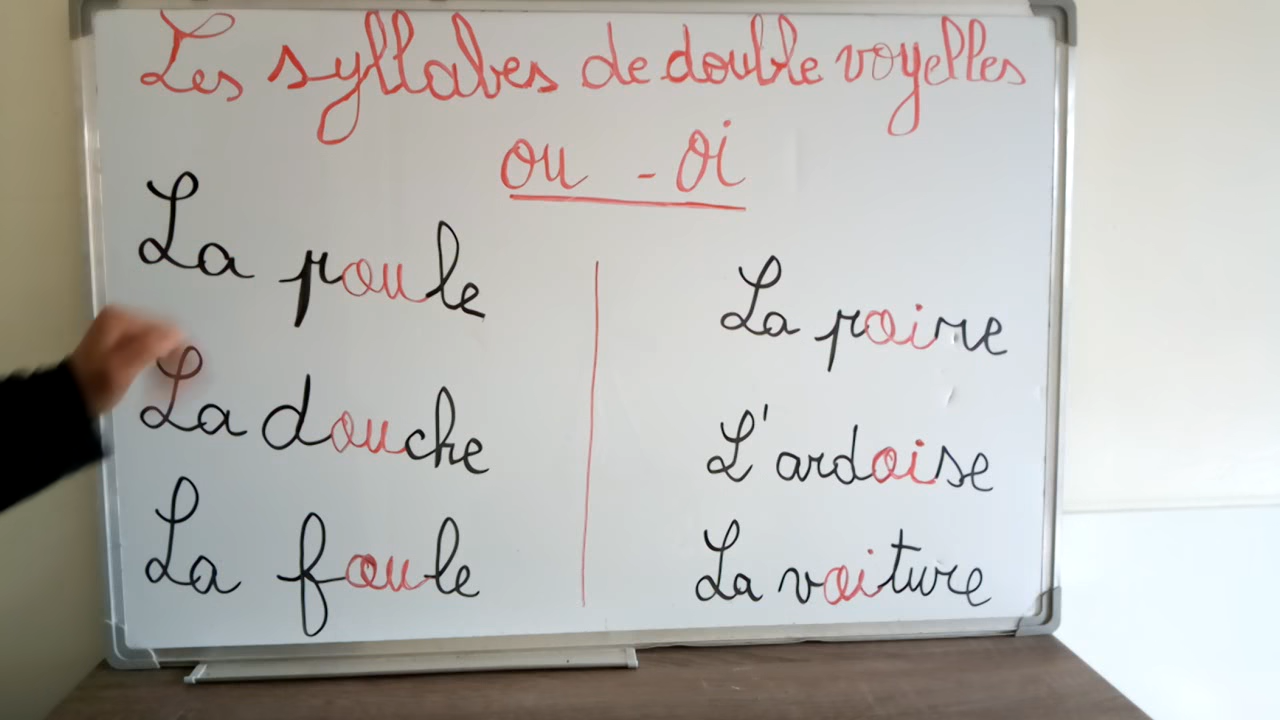 Les syllabes de double voyelles
ou - oi
La poule
La douche
La foule
La poire
L'ardoise
La voiture